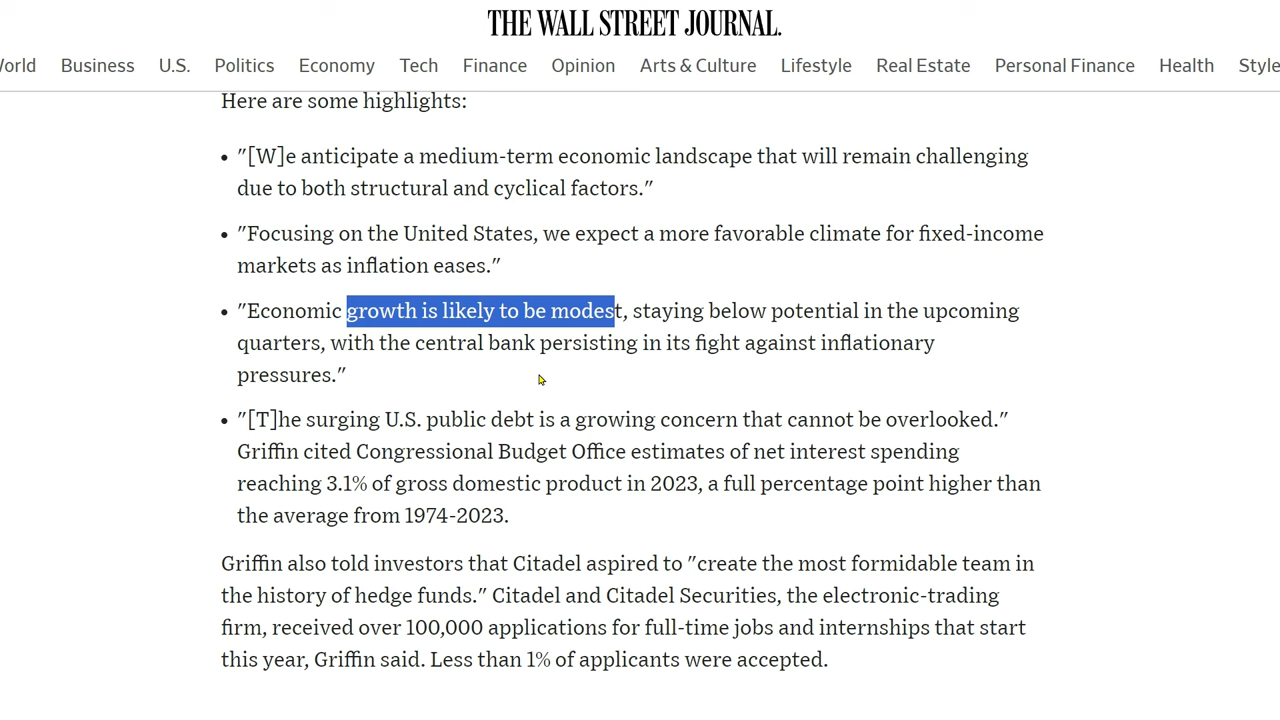 THE WALL STREET JOURNAL.
orld Business U.S. Politics Economy Tech Finance Opinion Arts & Culture Lifestyle Real Estate Personal Finance Health Style
Here are some highlights:
• "[W]e anticipate a medium-term economic landscape that will remain challenging
due to both structural and cyclical factors."
• "Focusing on the United States, we expect a more favorable climate for fixed-income
markets as inflation eases."
• "Economic growth is likely to be modest, staying below potential in the upcoming
quarters, with the central bank persisting in its fight against inflationary
pressures."
• "[T]he surging U.S. public debt is a growing concern that cannot be overlooked."
Griffin cited Congressional Budget Office estimates of net interest spending
reaching 3.1% of gross domestic product in 2023, a full percentage point higher than
the average from 1974-2023.
Griffin also told investors that Citadel aspired to "create the most formidable team in
the history of hedge funds." Citadel and Citadel Securities, the electronic-trading
firm, received over 100,000 applications for full-time jobs and internships that start
this year, Griffin said. Less than 1% of applicants were accepted.